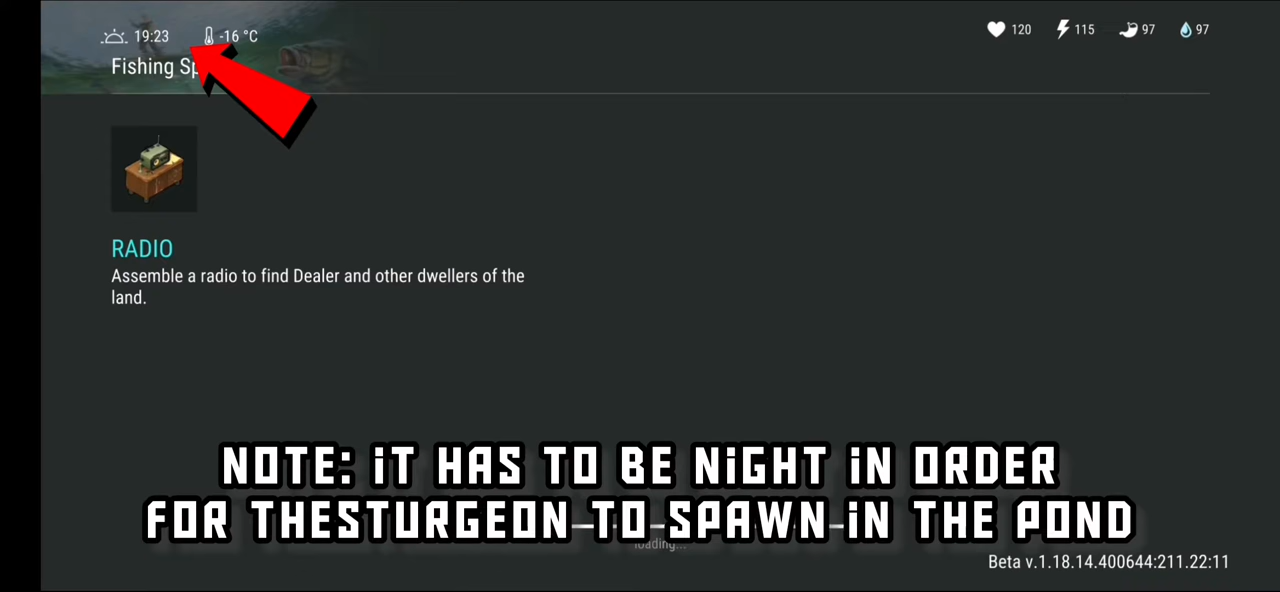 19:23 -16 °C 120 115 97 97
Fishing Sp
RADIO
Assemble a radio to find Dealer and other dwellers of the
land.
NOTE: iT HAS TO BE NiGHT iN ORDER
FOR THESTURGEON TO SPAWN iN THE POND
loading...
Beta v.1.18.14.400644:211.22:11